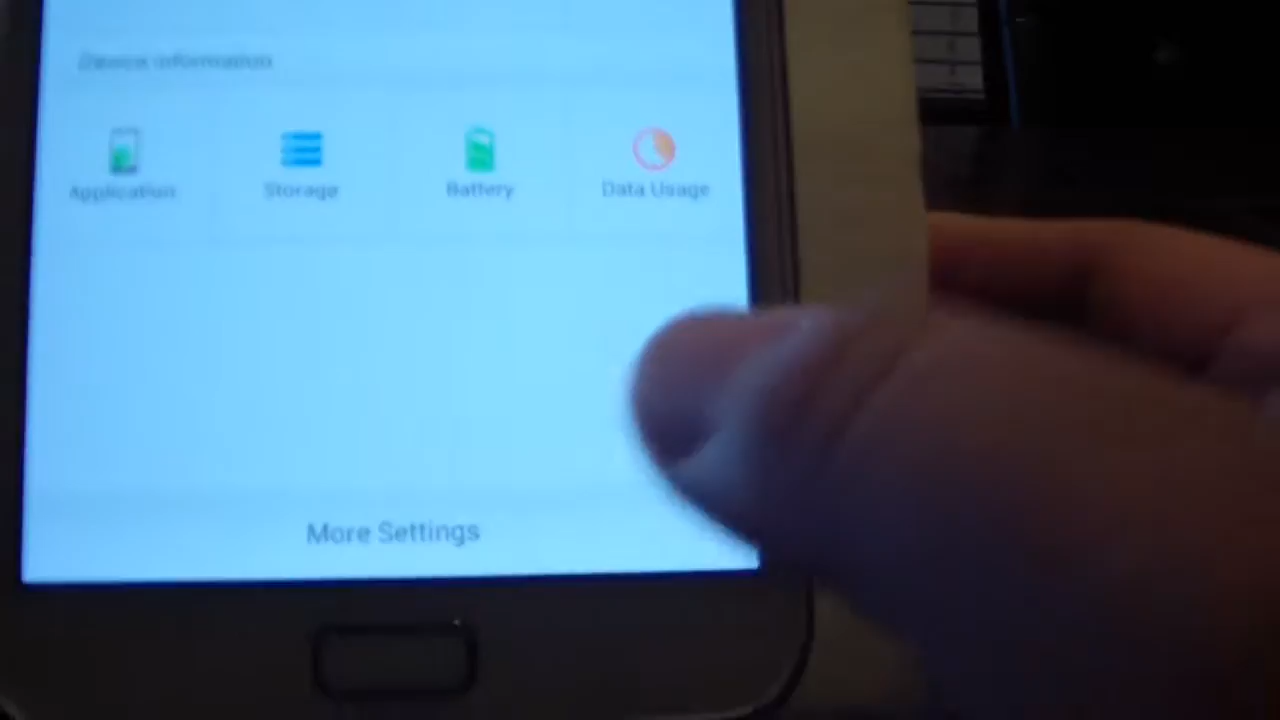 Device information
Application
Storage
Battery
Data Usage
More Settings